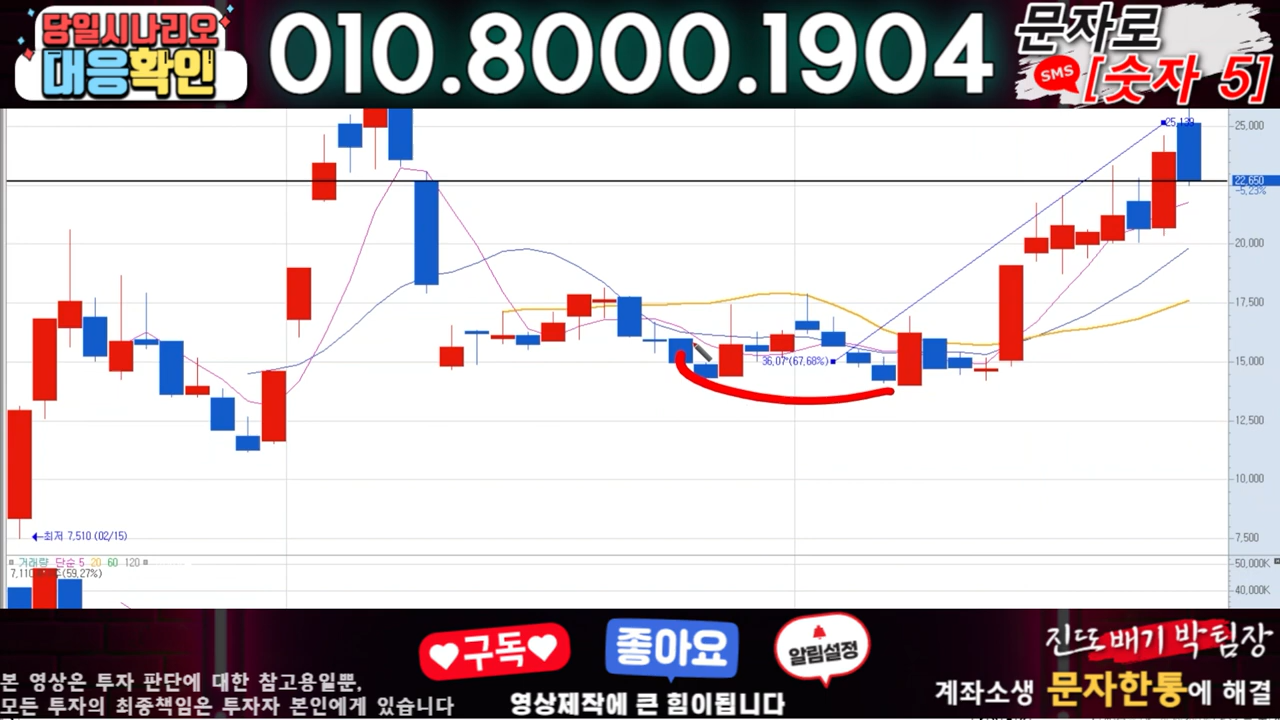 당일시나리오
대응확인
010.8000.1904
문자로
SMS
[숫자 5]
25,139
25,000
22,650
-5,23%
20,000
17,500
36,07*(67,68%)
15,000
12,500
10,000
←최저 7,510 (02/15)
7,500
거래량 단순 5 20 60 120
(59,27%)
50,000K
40,000K
구독
좋아요
알림설정
진또배기 박팀장
본 영상은 투자 판단에 대한 참고용일뿐,
모든 투자의 최종책임은 투자자 본인에게 있습니다
영상제작에 큰 힘이됩니다
계좌소생 문자한통에 해결